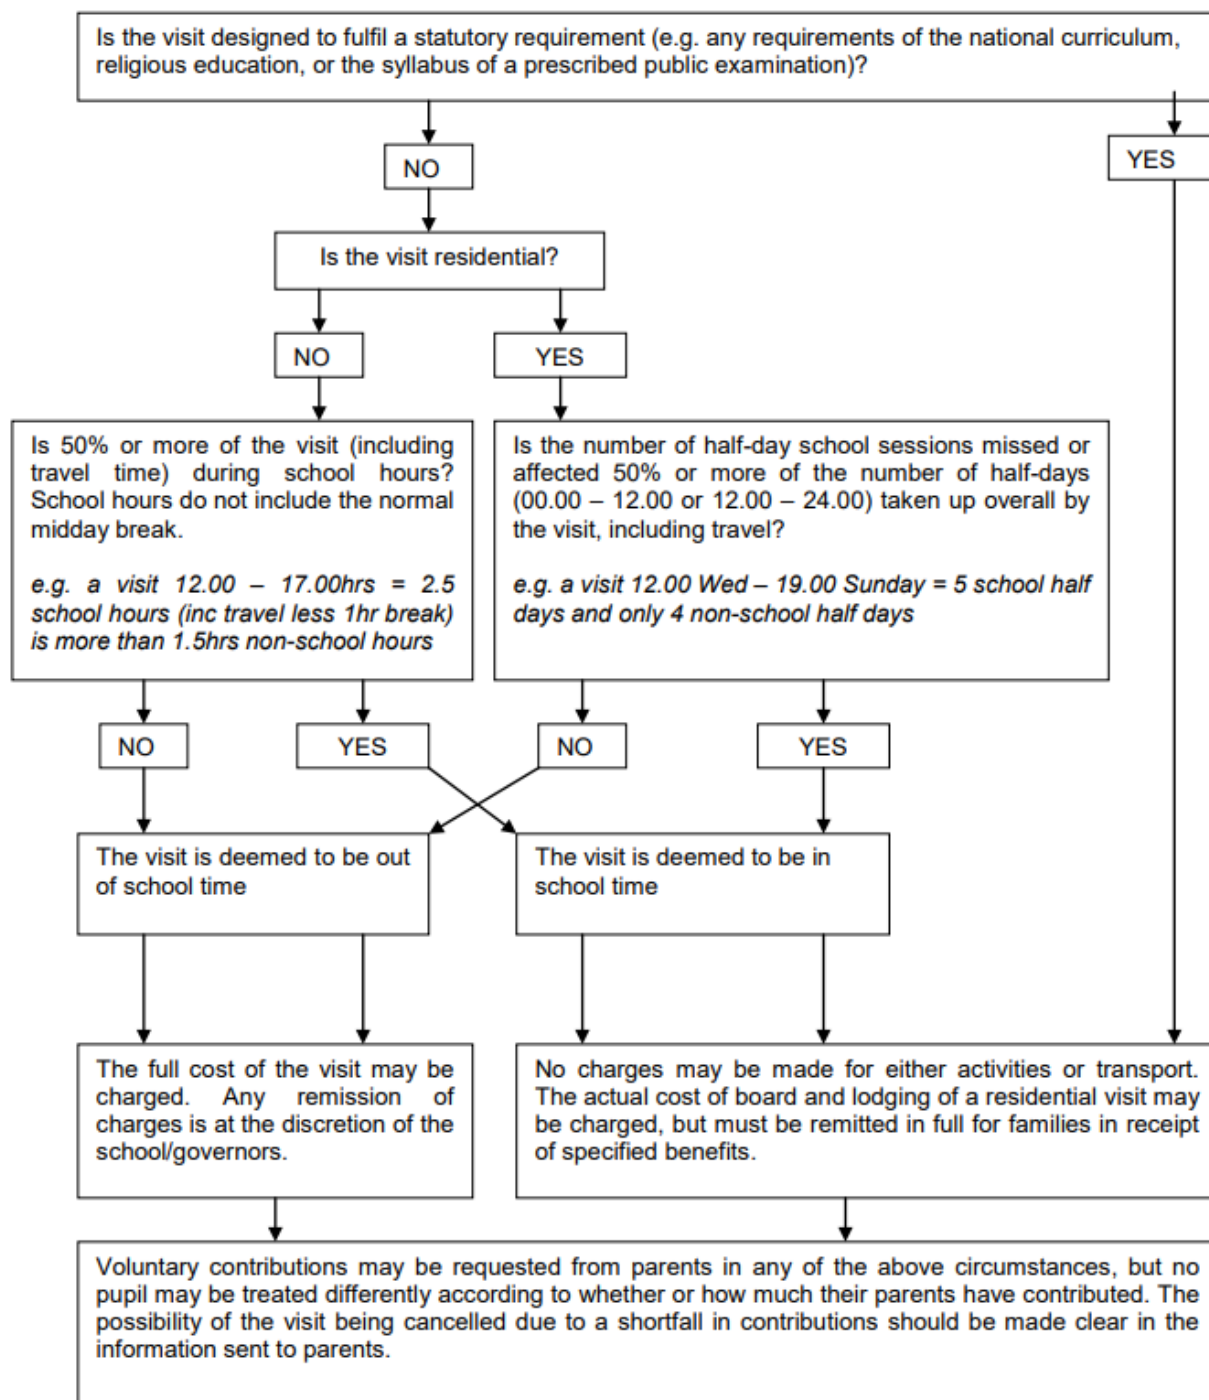 Is the visit designed to fulfil a statutory requirement (e.g. any requirements of the national curriculum,
religious education, or the syllabus of a prescribed public examination)?
NO
YES
Is the visit residential?
NO
YES
Is 50% or more of the visit (including
travel time) during school hours?
School hours do not include the normal
midday break.
e.g. a visit 12.00 – 17.00hrs = 2.5
school hours (inc travel less 1hr break)
is more than 1.5hrs non-school hours
Is the number of half-day school sessions missed or
affected 50% or more of the number of half-days
(00.00 – 12.00 or 12.00 – 24.00) taken up overall by
the visit, including travel?
e.g. a visit 12.00 Wed – 19.00 Sunday = 5 school half
days and only 4 non-school half days
NO
YES
NO
YES
The visit is deemed to be out
of school time
The visit is deemed to be in
school time
The full cost of the visit may be
charged. Any remission of
charges is at the discretion of the
school/governors.
No charges may be made for either activities or transport.
The actual cost of board and lodging of a residential visit may
be charged, but must be remitted in full for families in receipt
of specified benefits.
Voluntary contributions may be requested from parents in any of the above circumstances, but no
pupil may be treated differently according to whether or how much their parents have contributed. The
possibility of the visit being cancelled due to a shortfall in contributions should be made clear in the
information sent to parents.